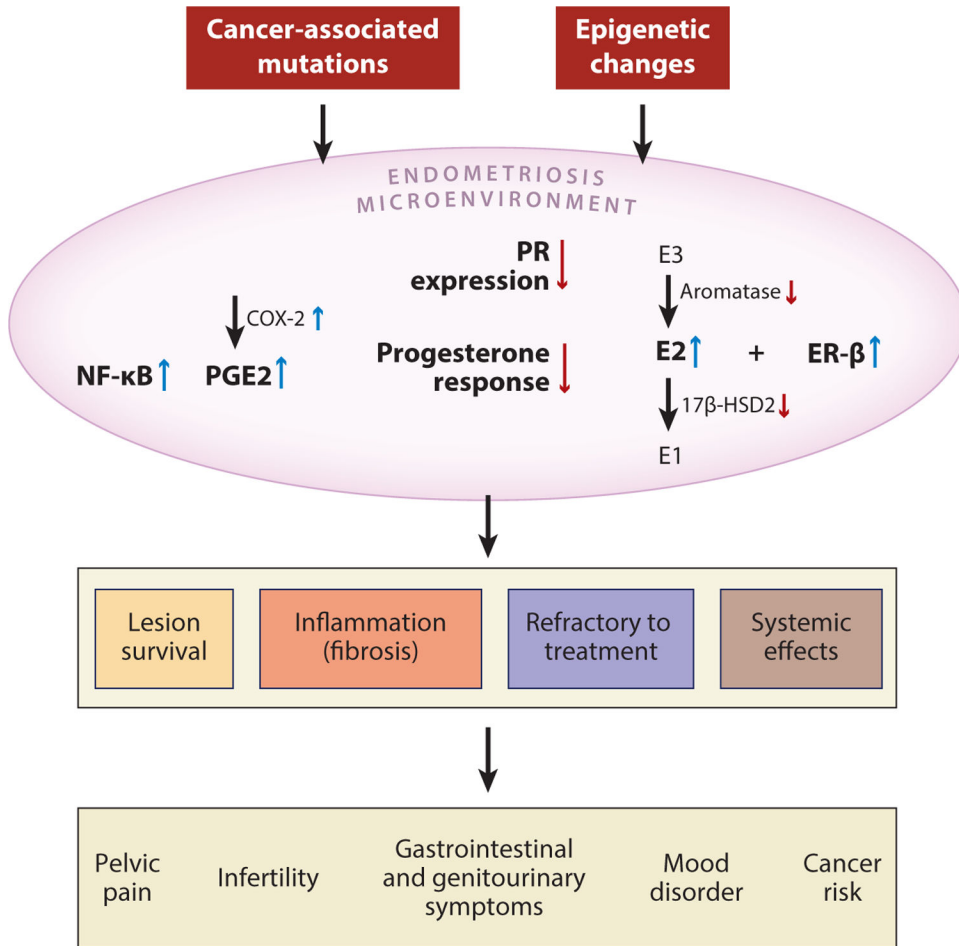 Cancer-associated
mutations
Epigenetic
changes
ENDOMETRIOSIS
MICROENVIRONMENT
PR
expression ↓
E3
Aromatase ↓
COX-2 ↑
NF-κB ↑ PGE2 ↑
Progesterone
response ↓
E2 ↑ + ER-β ↑
17β-HSD2 ↓
E1
Lesion
survival
Inflammation
(fibrosis)
Refractory to
treatment
Systemic
effects
Pelvic
pain
Infertility
Gastrointestinal
and genitourinary
symptoms
Mood
disorder
Cancer
risk